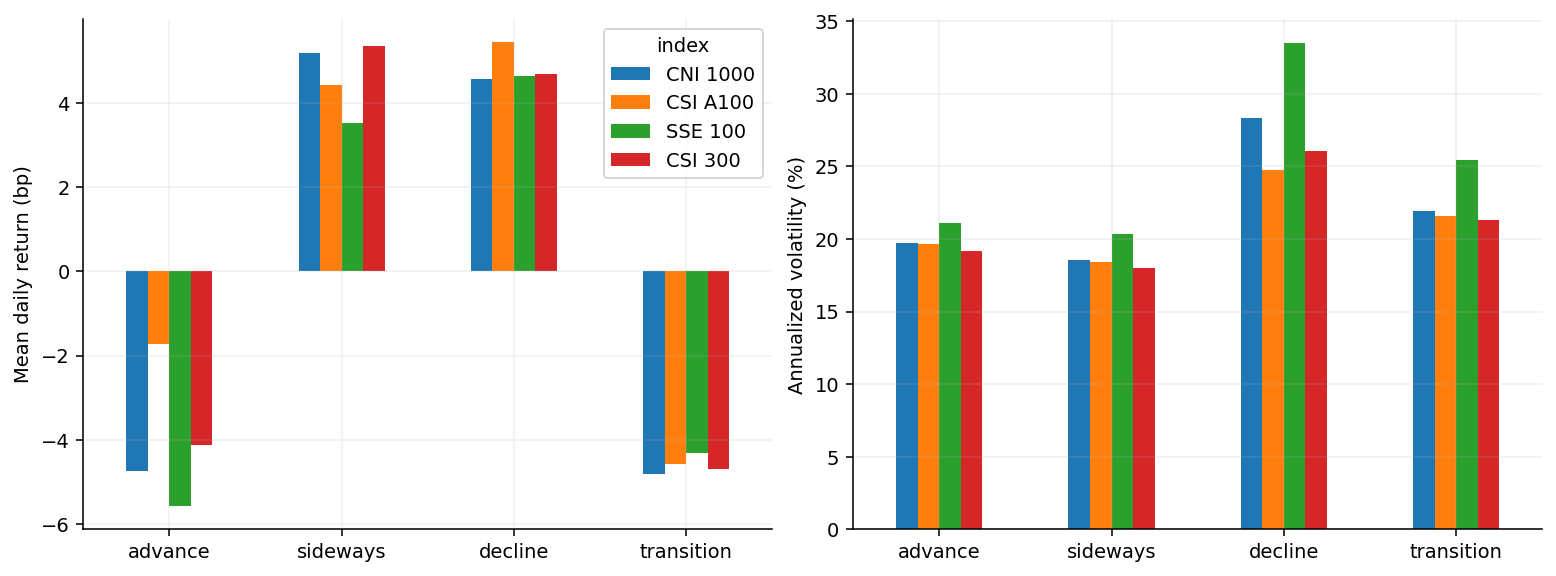 Mean daily return (bp)
4
2
0
−2
−4
−6
advance sideways decline transition
index
CNI 1000
CSI A100
SSE 100
CSI 300
Annualized volatility (%)
35
30
25
20
15
10
5
0
advance sideways decline transition